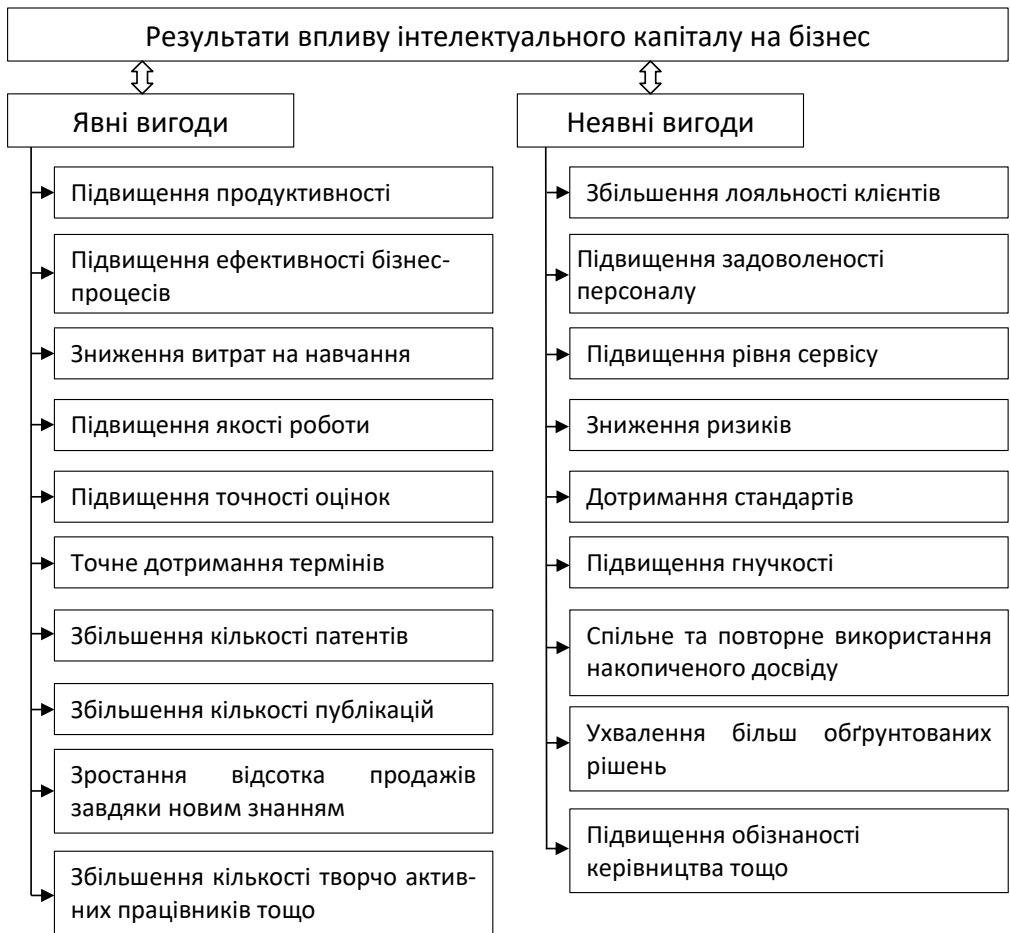 Результати впливу інтелектуального капіталу на бізнес
Явні вигоди
Підвищення продуктивності
Підвищення ефективності бізнес-
процесів
Зниження витрат на навчання
Підвищення якості роботи
Підвищення точності оцінок
Точне дотримання термінів
Збільшення кількості патентів
Збільшення кількості публікацій
Зростання відсотка продажів
завдяки новим знанням
Збільшення кількості творчо актив-
них працівників тощо
Неявні вигоди
Збільшення лояльності клієнтів
Підвищення задоволеності
персоналу
Підвищення рівня сервісу
Зниження ризиків
Дотримання стандартів
Підвищення гнучкості
Спільне та повторне використання
накопиченого досвіду
Ухвалення більш обґрунтованих
рішень
Підвищення обізнаності
керівництва тощо